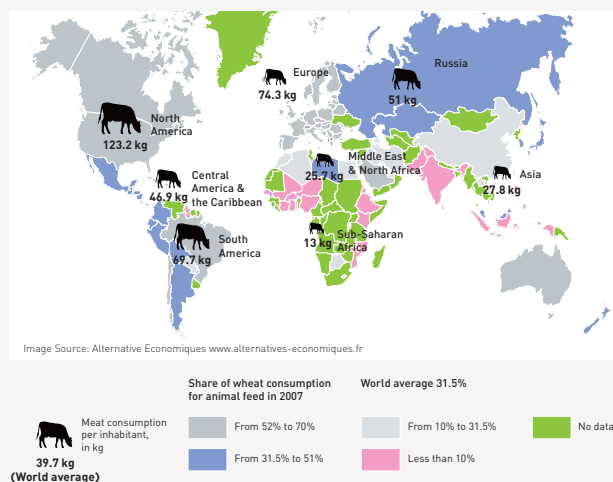 Europe
74.3 kg
Russia
51 kg
North
America
123.2 kg
Middle East
& North Africa
25.7 kg
Central
America &
the Caribbean
46.9 kg
Asia
27.8 kg
South
America
69.7 kg
Sub-Saharan
Africa
13 kg
Image Source: Alternative Economiques www.alternatives-economiques.fr
Share of wheat consumption
for animal feed in 2007
World average 31.5%
Meat consumption
per inhabitant,
in kg
39.7 kg
(World average)
From 52% to 70%
From 10% to 31.5%
No data
From 31.5% to 51%
Less than 10%